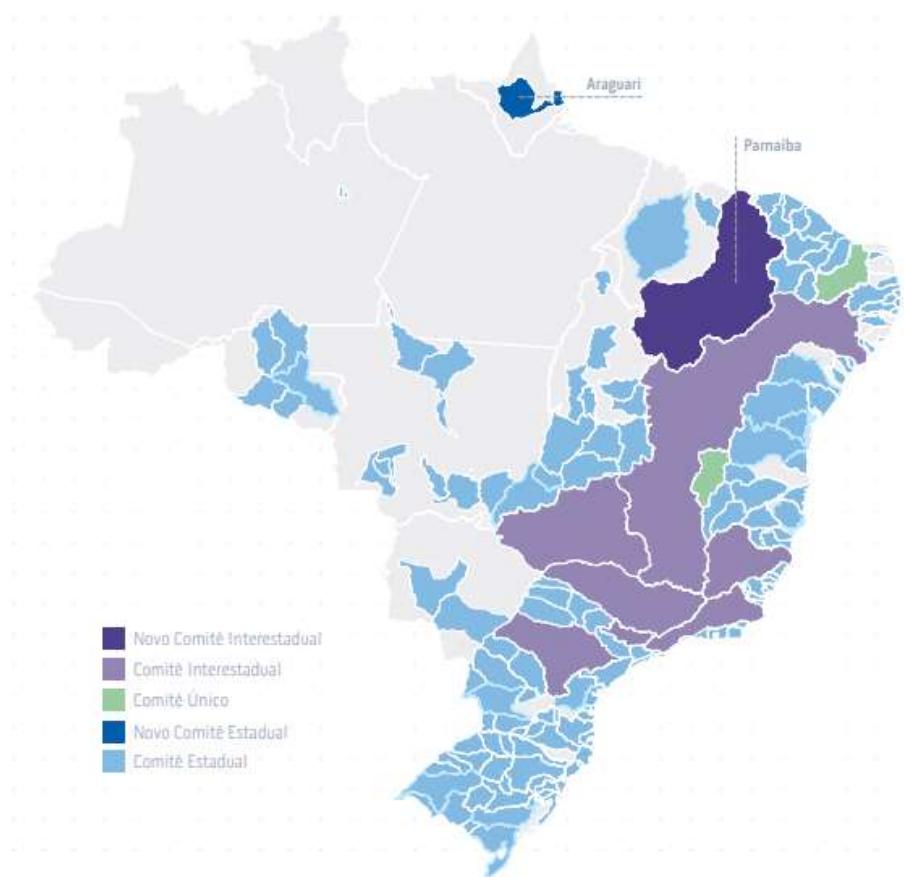 Araguari
Parnaíba
Novo Comitê Interestadual
Comitê Interestadual
Comitê Único
Novo Comitê Estadual
Comitê Estadual